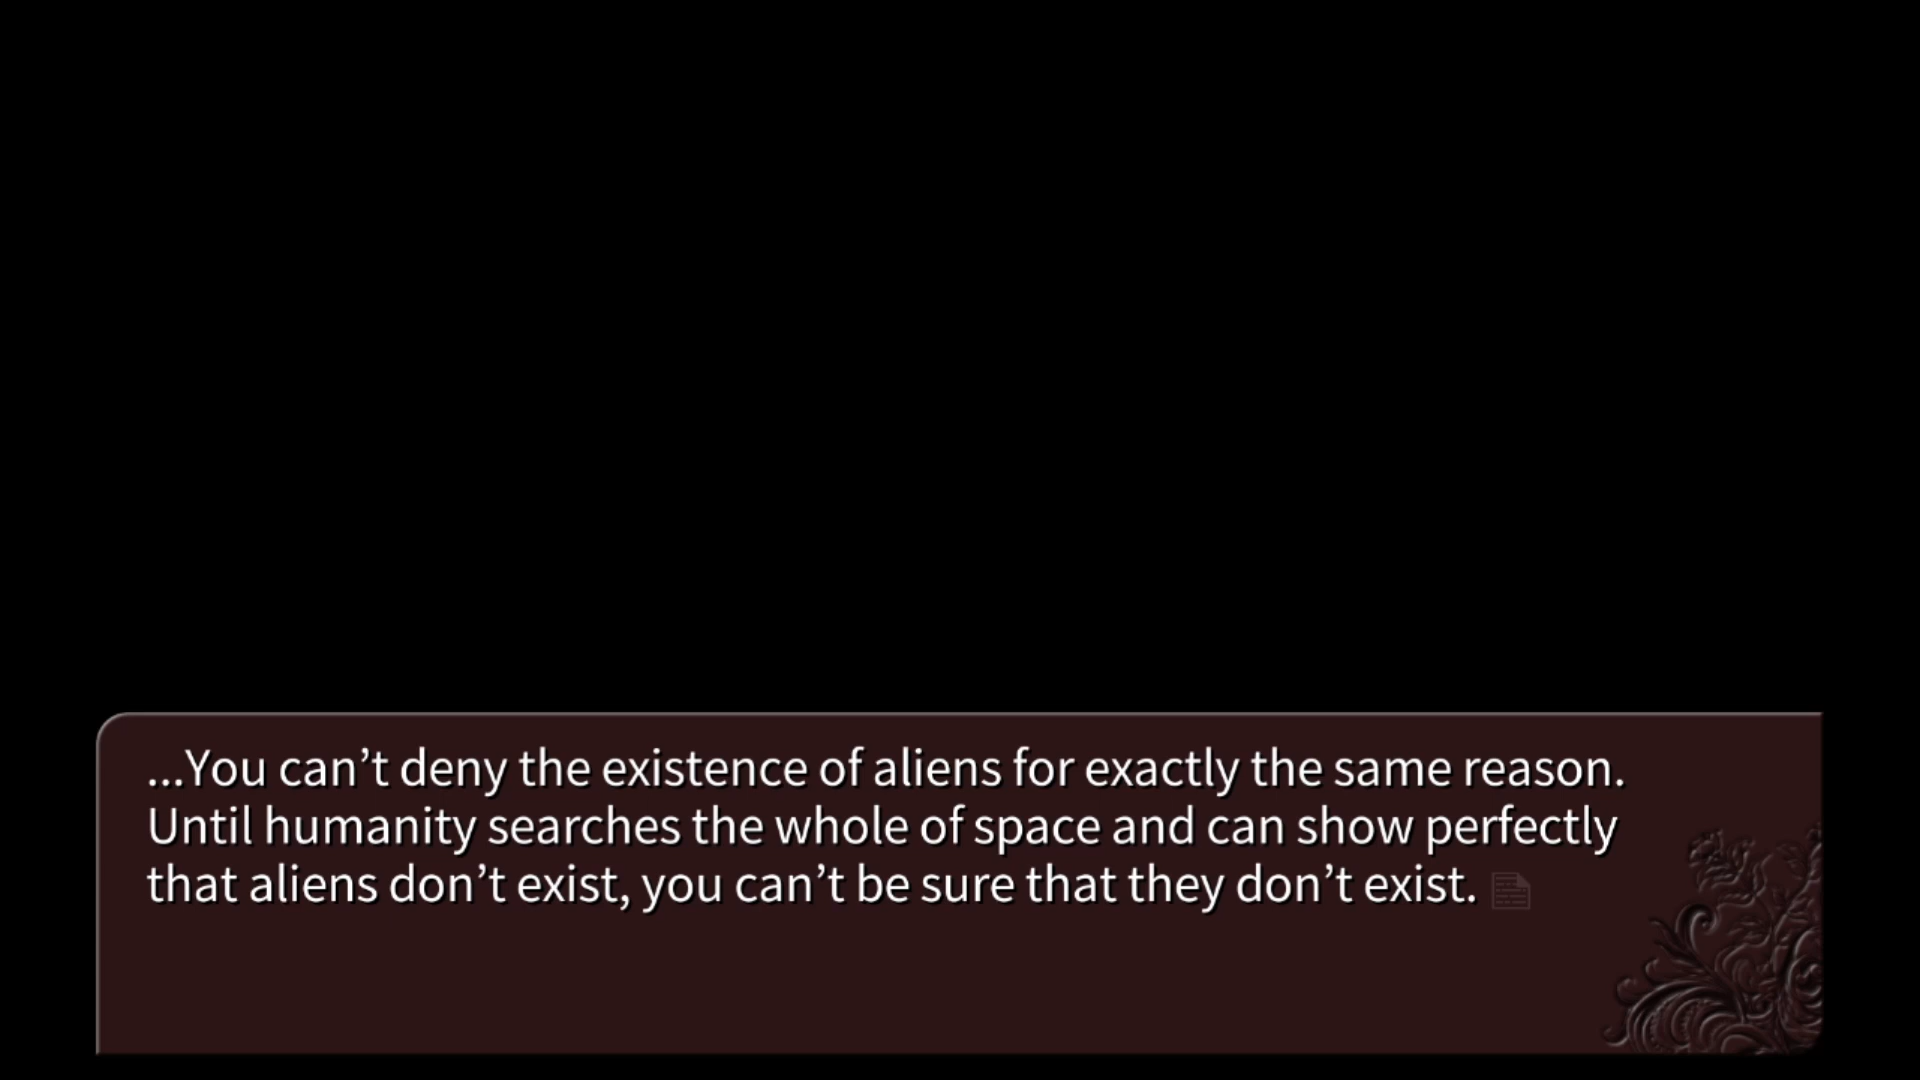 ...You can’t deny the existence of aliens for exactly the same reason.
Until humanity searches the whole of space and can show perfectly
that aliens don’t exist, you can’t be sure that they don’t exist.